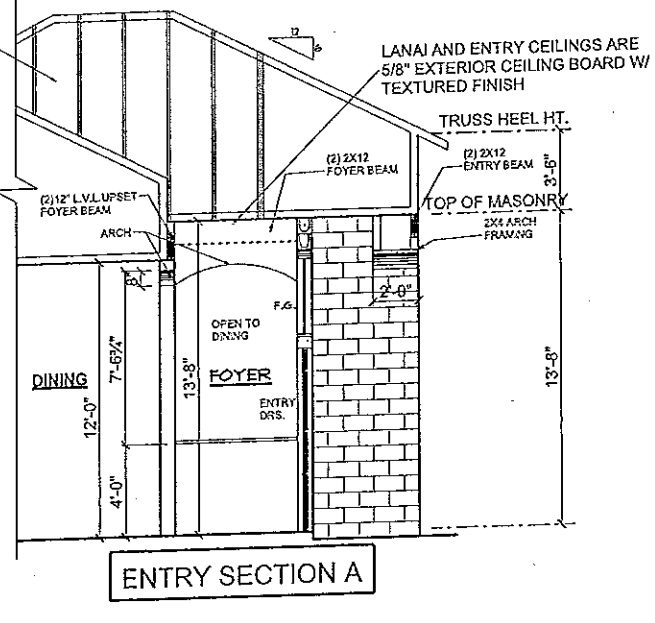 12
6
LANAI AND ENTRY CEILINGS ARE
5/8" EXTERIOR CEILING BOARD W/
TEXTURED FINISH
TRUSS HEEL HT.
(2) 2X12
FOYER BEAM
(2) 2X12
ENTRY BEAM
3'-6"
(2)12" L.V.L UPSET
FOYER BEAM
TOP OF MASONRY
ARCH
2X4 ARCH
FRAMING
8"
2'-0"
F.G.
OPEN TO
DINING
7'-6¾"
13'-8"
13'-8"
DINING
FOYER
12'-0"
ENTRY
DRS.
4'-0"
ENTRY SECTION A